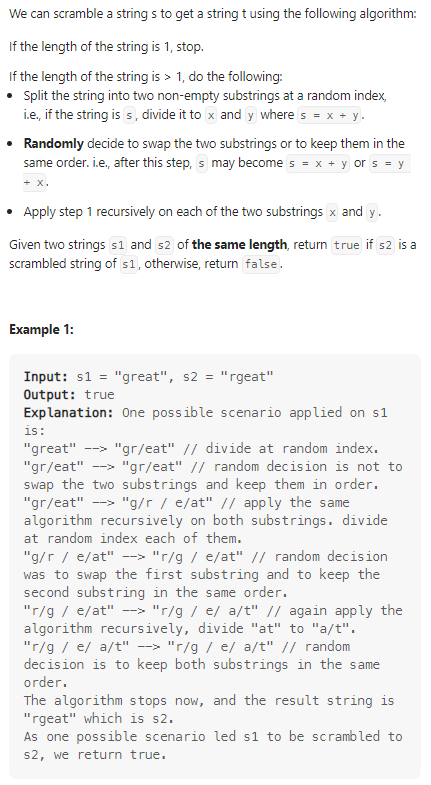 We can scramble a string s to get a string t using the following algorithm:
If the length of the string is 1, stop.
If the length of the string is > 1, do the following:
• Split the string into two non-empty substrings at a random index,
i.e., if the string is s, divide it to x and y where s = x + y.
• Randomly decide to swap the two substrings or to keep them in the
same order. i.e., after this step, s may become s = x + y or s = y
+ x.
• Apply step 1 recursively on each of the two substrings x and y.
Given two strings s1 and s2 of the same length, return true if s2 is a
scrambled string of s1, otherwise, return false.
Example 1:
Input: s1 = "great", s2 = "rgeat"
Output: true
Explanation: One possible scenario applied on s1
is:
"great" --> "gr/eat" // divide at random index.
"gr/eat" --> "gr/eat" // random decision is not to
swap the two substrings and keep them in order.
"gr/eat" --> "g/r / e/at" // apply the same
algorithm recursively on both substrings. divide
at random index each of them.
"g/r / e/at" --> "r/g / e/at" // random decision
was to swap the first substring and to keep the
second substring in the same order.
"r/g / e/at" --> "r/g / e/ a/t" // again apply the
algorithm recursively, divide "at" to "a/t".
"r/g / e/ a/t" --> "r/g / e/ a/t" // random
decision is to keep both substrings in the same
order.
The algorithm stops now, and the result string is
"rgeat" which is s2.
As one possible scenario led s1 to be scrambled to
s2, we return true.